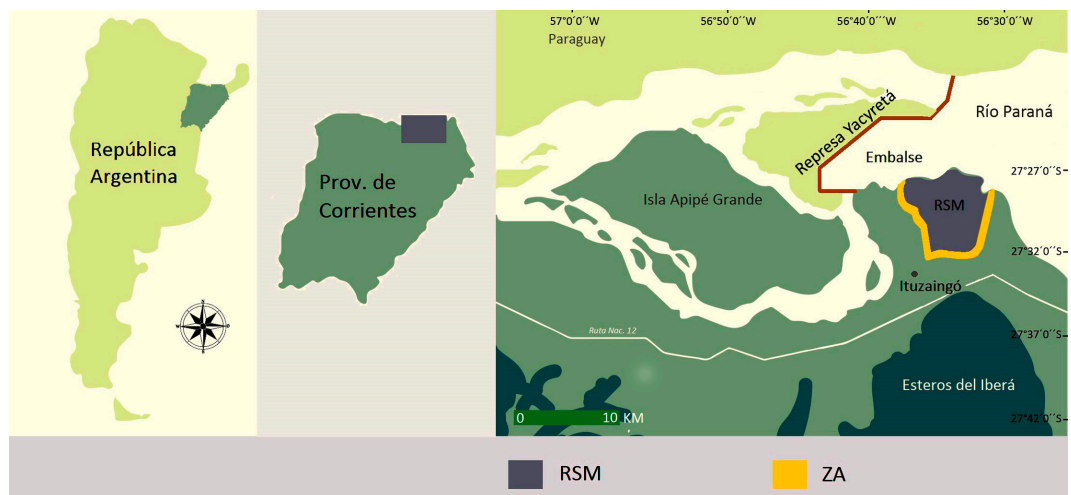 República
Argentina
Prov. de
Corrientes
57°0´0´´W
56°50´0´´W
56°40´0´´W
56°30´0´´W
Paraguay
Represa Yacyretá
Río Paraná
Embalse
27°27´0´´S
Isla Apipé Grande
RSM
27°32´0´´S
Ituzaingó
Ruta Nac. 12
27°37´0´´S
Esteros del Iberá
0 10 KM
27°42´0´´S
RSM
ZA